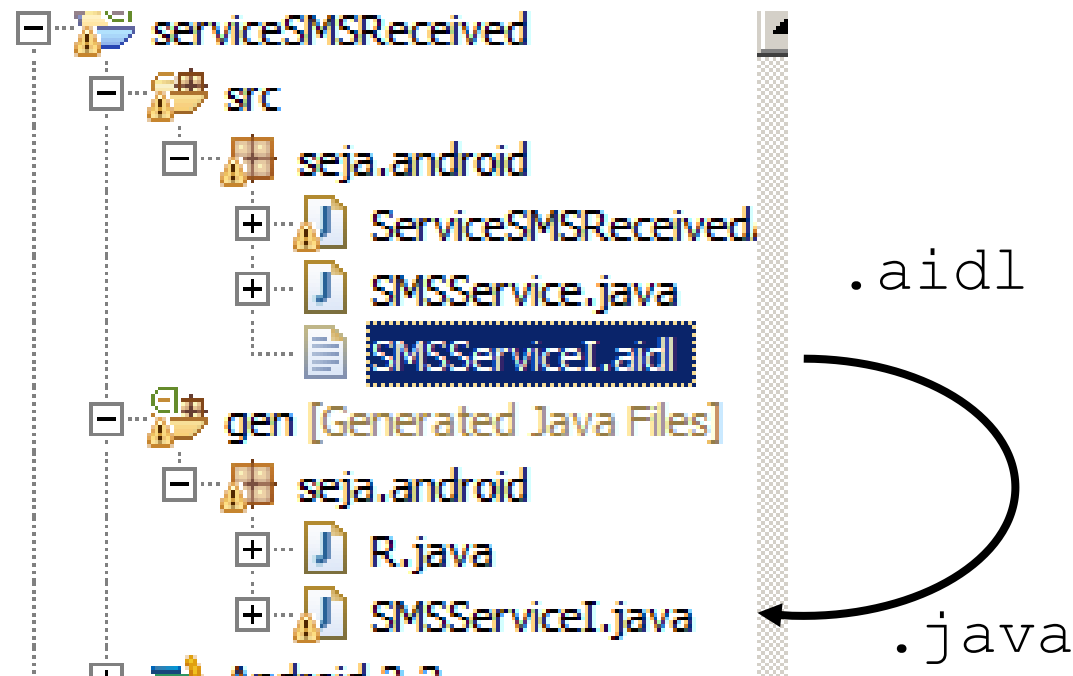 serviceSMSReceived
src
seja.android
ServiceSMSReceived
SMSService.java
.aidl
SMSServiceI.aidl
gen [Generated Java Files]
seja.android
R.java
SMSServiceI.java
.java